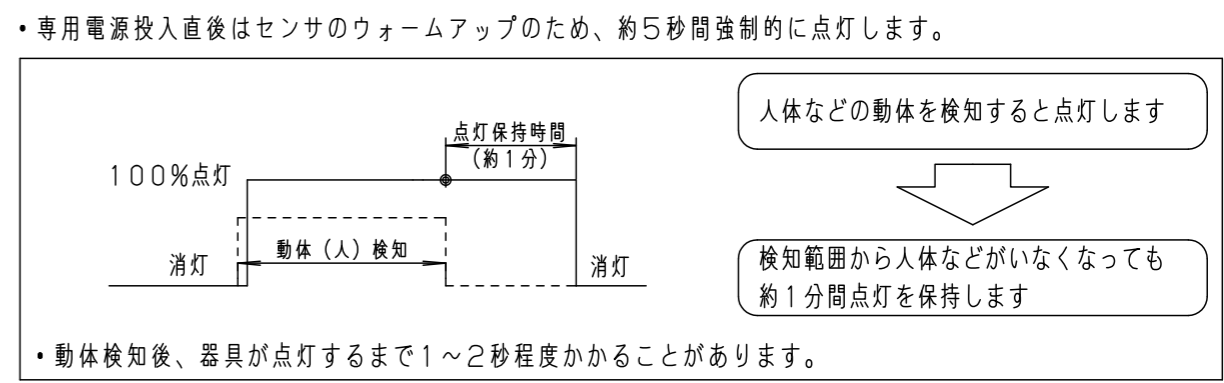 ・専用電源投入直後はセンサのウォームアップのため、約５秒間強制的に点灯します。
点灯保持時間
(約１分)
１００％点灯
動体（人）検知
消灯
消灯
人体などの動体を検知すると点灯します
検知範囲から人体などがいなくなっても
約１分間点灯を保持します
・動体検知後、器具が点灯するまで１～２秒程度かかることがあります。